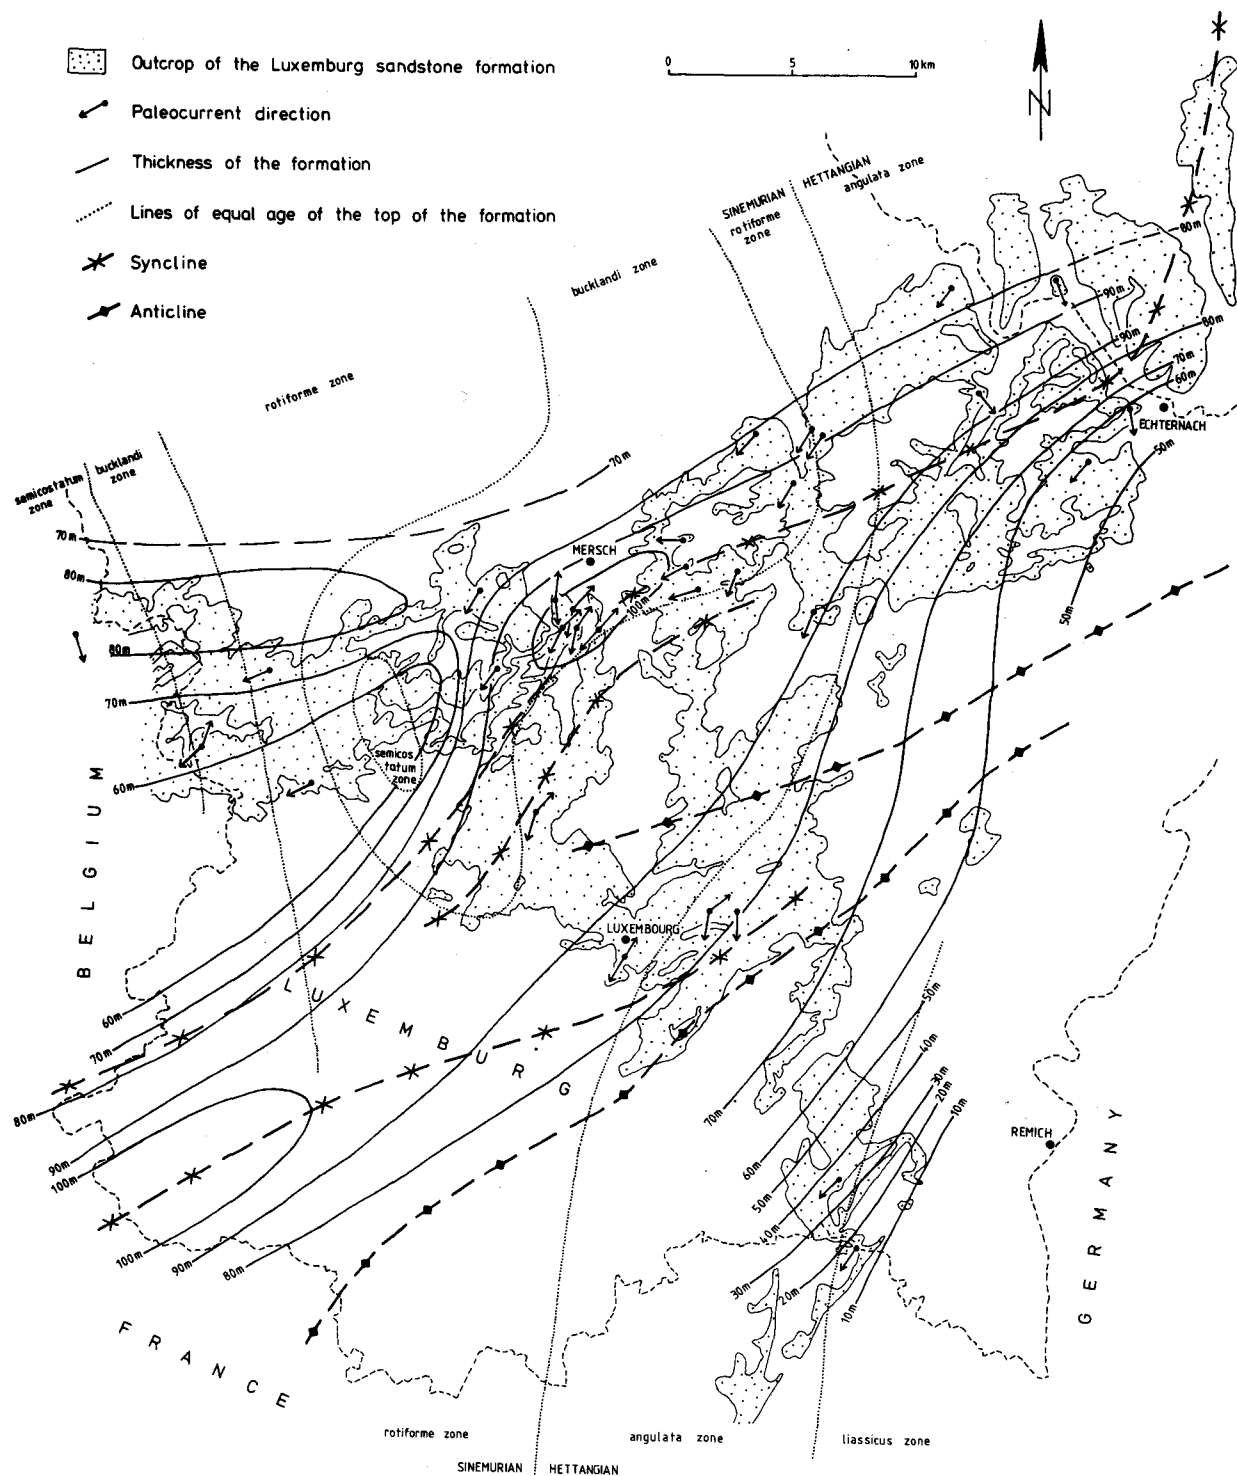 Outcrop of the Luxemburg sandstone formation
Paleocurrent direction
Thickness of the formation
Lines of equal age of the top of the formation
Syncline
Anticline
0 5 10 km
N
SINEMURIAN HETTANGIAN
rotiforme zone
angulata zone
bucklandi zone
rotiforme zone
semicostatum zone
bucklandi zone
80m
90m
90m
80m
70m
60m
ECHTERNACH
50m
50m
70m
70m
80m
80m
70m
60m
MERSCH
100m
semicos
tatum
zone
BELGIUM
LUXEMBOURG
LUXEMBURG
60m
70m
80m
90m
100m
100m
90m
80m
50m
40m
30m
20m
10m
70m
60m
50m
40m
30m
20m
10m
REMICH
GERMANY
FRANCE
rotiforme zone
angulata zone
liassicus zone
SINEMURIAN HETTANGIAN